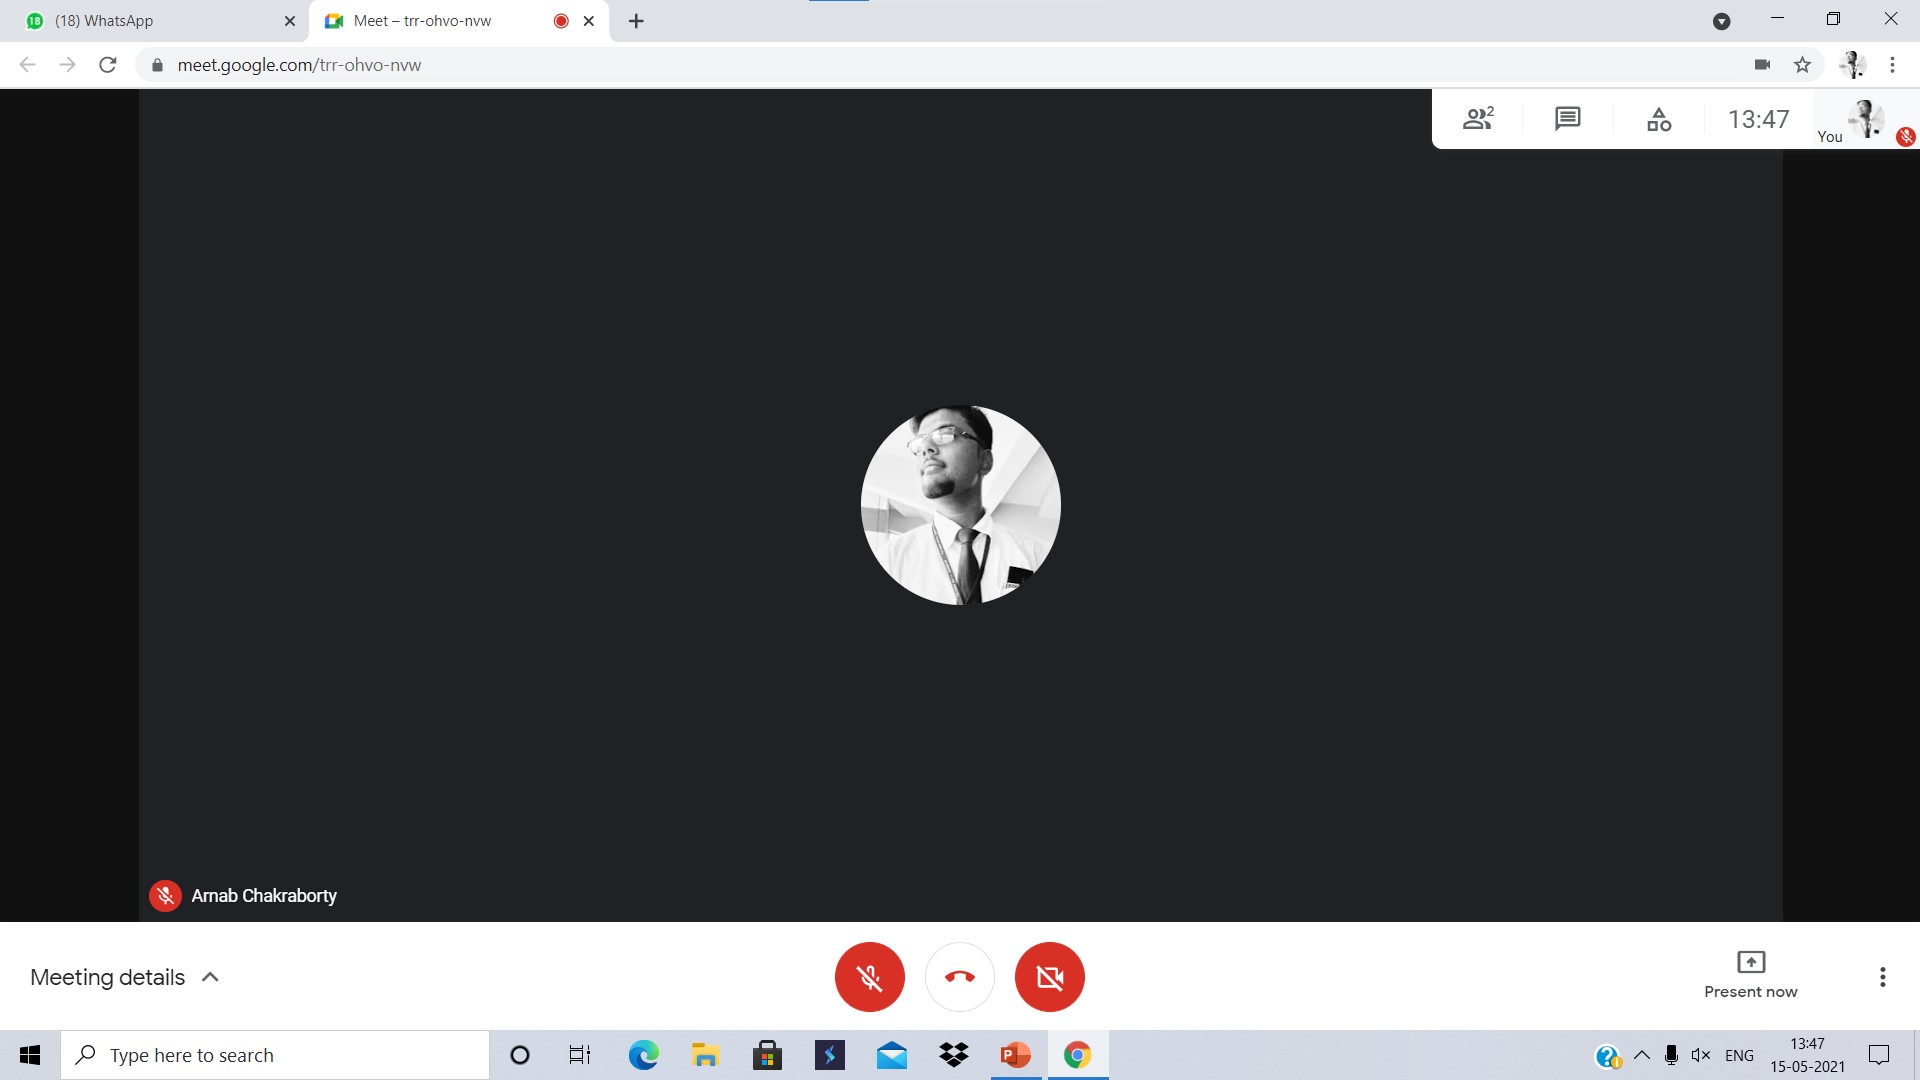 18
(18) WhatsApp
Meet – trr-ohvo-nvw
meet.google.com/trr-ohvo-nvw
2
13:47
You
Arnab Chakraborty
Meeting details
Present now
Type here to search
P
ENG
13:47
15-05-2021